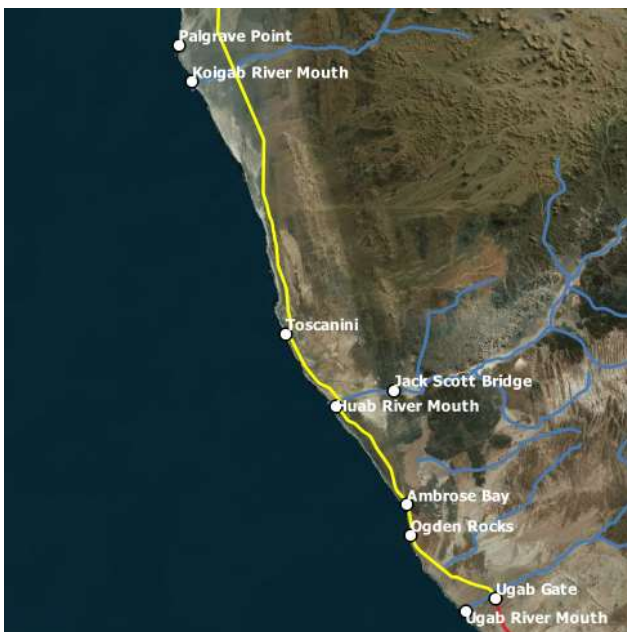 Palgrave Point
Koigab River Mouth
Toscanini
Jack Scott Bridge
Huab River Mouth
Ambrose Bay
Ogden Rocks
Ugab Gate
Ugab River Mouth